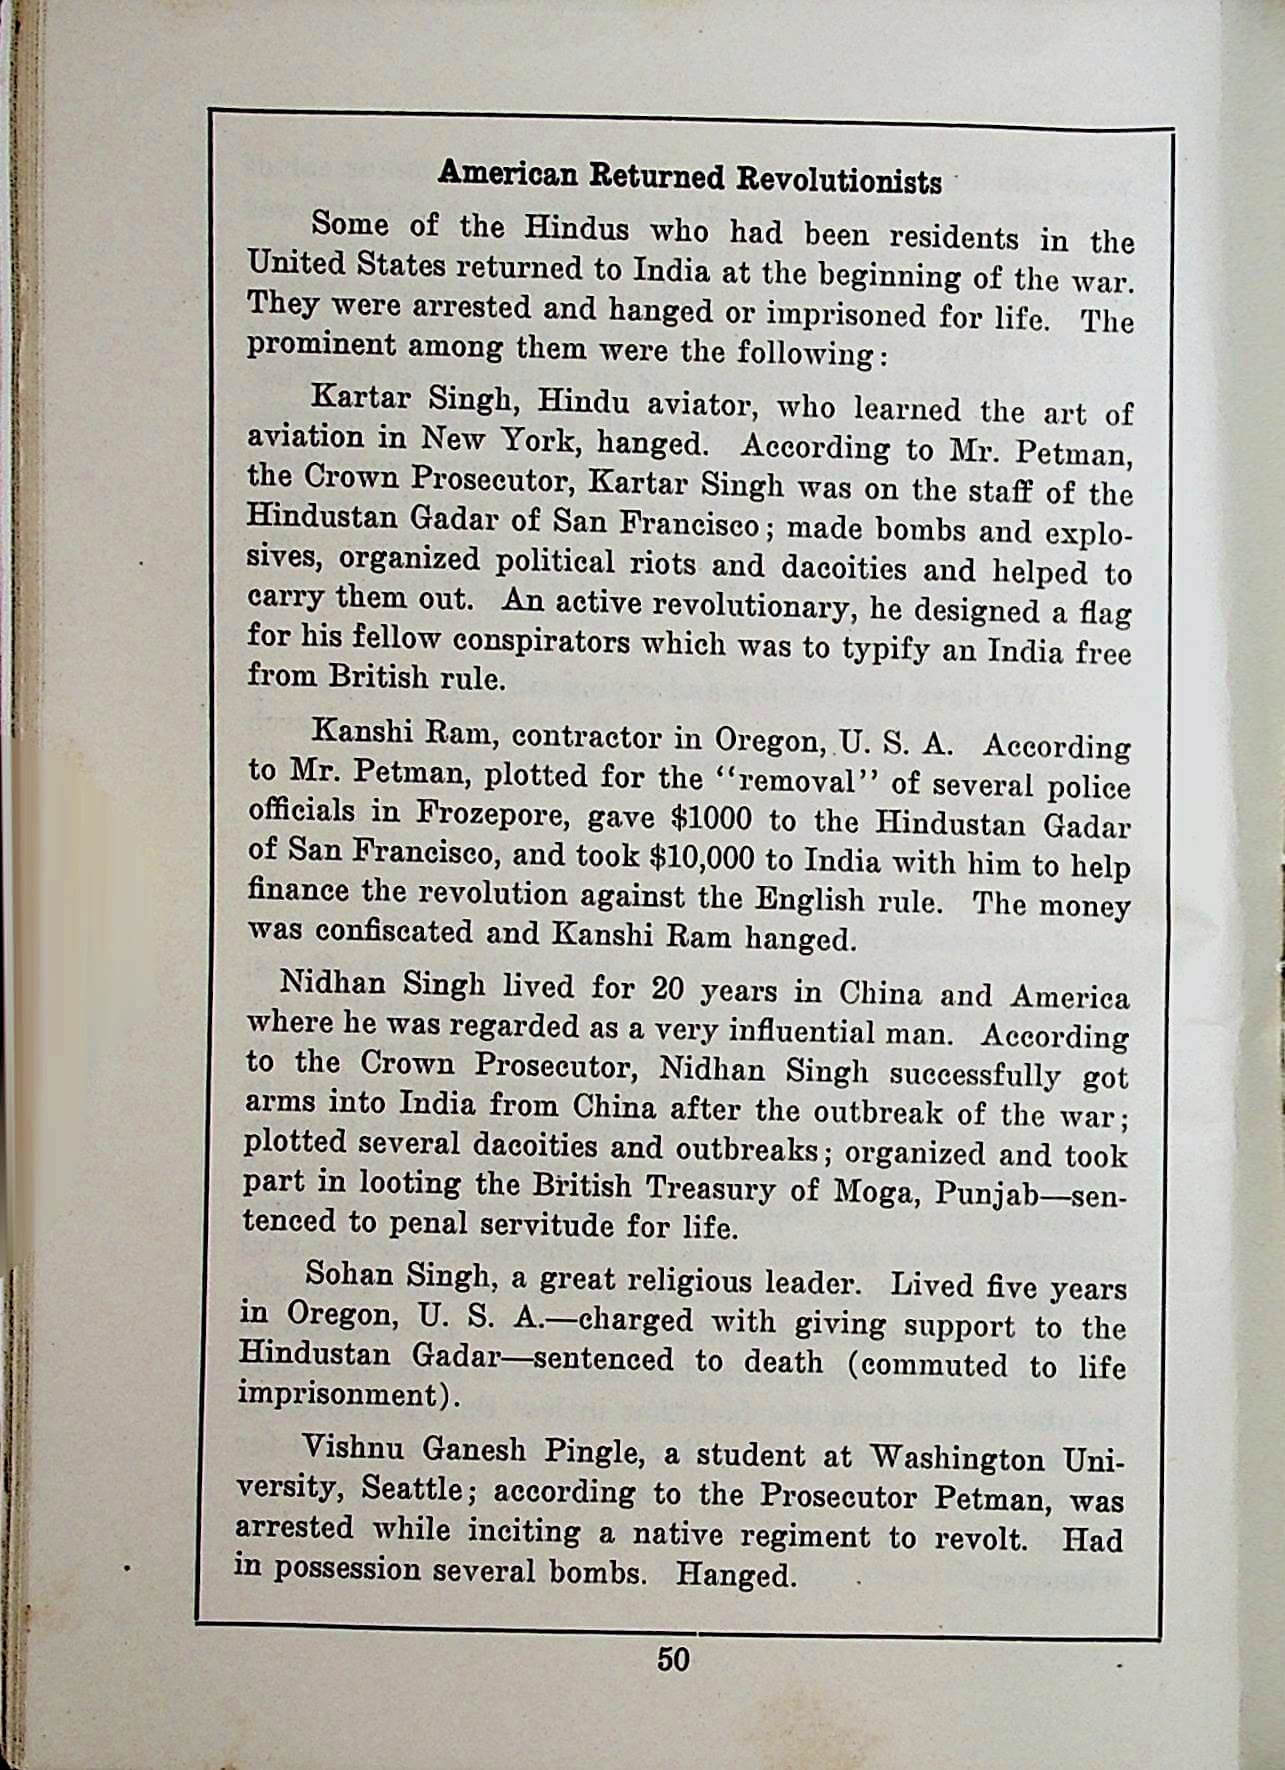 American Returned Revolutionists
Some of the Hindus who had been residents in the
United States returned to India at the beginning of the war.
They were arrested and hanged or imprisoned for life. The
prominent among them were the following:
Kartar Singh, Hindu aviator, who learned the art of
aviation in New York, hanged. According to Mr. Petman,
the Crown Prosecutor, Kartar Singh was on the staff of the
Hindustan Gadar of San Francisco; made bombs and explo-
sives, organized political riots and dacoities and helped to
carry them out. An active revolutionary, he designed a flag
for his fellow conspirators which was to typify an India free
from British rule.
Kanshi Ram, contractor in Oregon, U. S. A. According
to Mr. Petman, plotted for the "removal" of several police
officials in Frozepore, gave $1000 to the Hindustan Gadar
of San Francisco, and took $10,000 to India with him to help
finance the revolution against the English rule. The money
was confiscated and Kanshi Ram hanged.
Nidhan Singh lived for 20 years in China and America
where he was regarded as a very influential man. According
to the Crown Prosecutor, Nidhan Singh successfully got
arms into India from China after the outbreak of the war;
plotted several dacoities and outbreaks; organized and took
part in looting the British Treasury of Moga, Punjab—sen-
tenced to penal servitude for life.
Sohan Singh, a great religious leader. Lived five years
in Oregon, U. S. A.—charged with giving support to the
Hindustan Gadar—sentenced to death (commuted to life
imprisonment).
Vishnu Ganesh Pingle, a student at Washington Uni-
versity, Seattle; according to the Prosecutor Petman, was
arrested while inciting a native regiment to revolt. Had
in possession several bombs. Hanged.
50